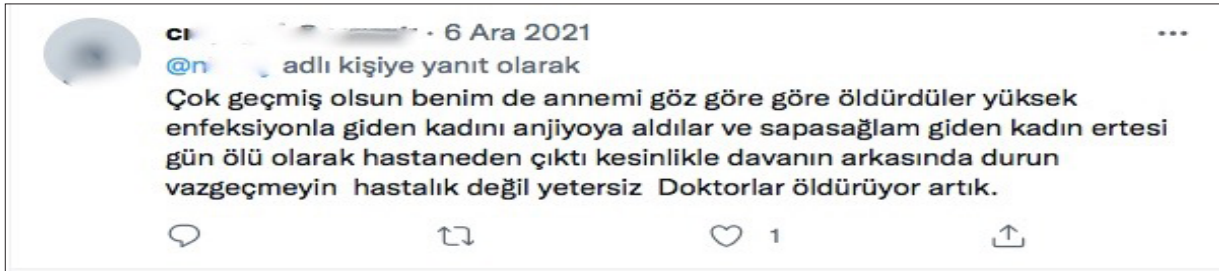 · 6 Ara 2021
adlı kişiye yanıt olarak
Çok geçmiş olsun benim de annemi göz göre göre öldürdüler yüksek
enfeksiyonla giden kadını anjiyoya aldılar ve sapasağlam giden kadın ertesi
gün ölü olarak hastaneden çıktı kesinlikle davanın arkasında durun
vazgeçmeyin hastalık değil yetersiz Doktorlar öldürüyor artık.
1